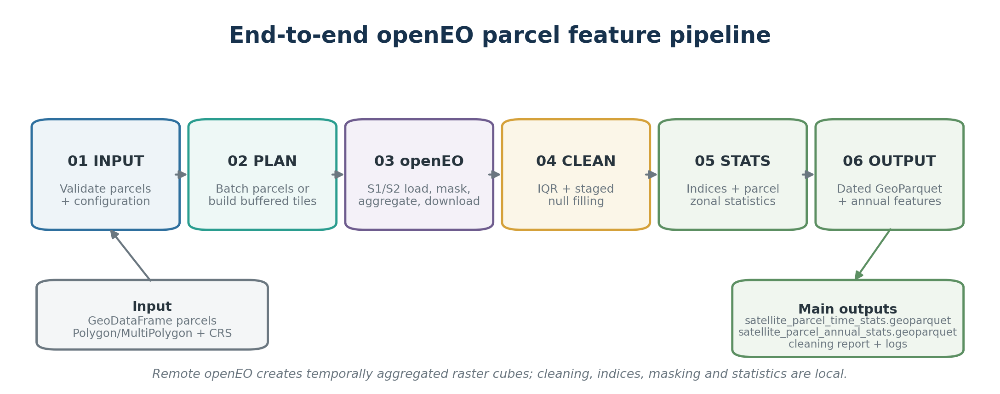 End-to-end openEO parcel feature pipeline
01 INPUT
Validate parcels
+ configuration
02 PLAN
Batch parcels or
build buffered tiles
03 openEO
S1/S2 load, mask,
aggregate, download
04 CLEAN
IQR + staged
null filling
05 STATS
Indices + parcel
zonal statistics
06 OUTPUT
Dated GeoParquet
+ annual features
Input
GeoDataFrame parcels
Polygon/MultiPolygon + CRS
Main outputs
satellite_parcel_time_stats.geoparquet
satellite_parcel_annual_stats.geoparquet
cleaning report + logs
Remote openEO creates temporally aggregated raster cubes; cleaning, indices, masking and statistics are local.